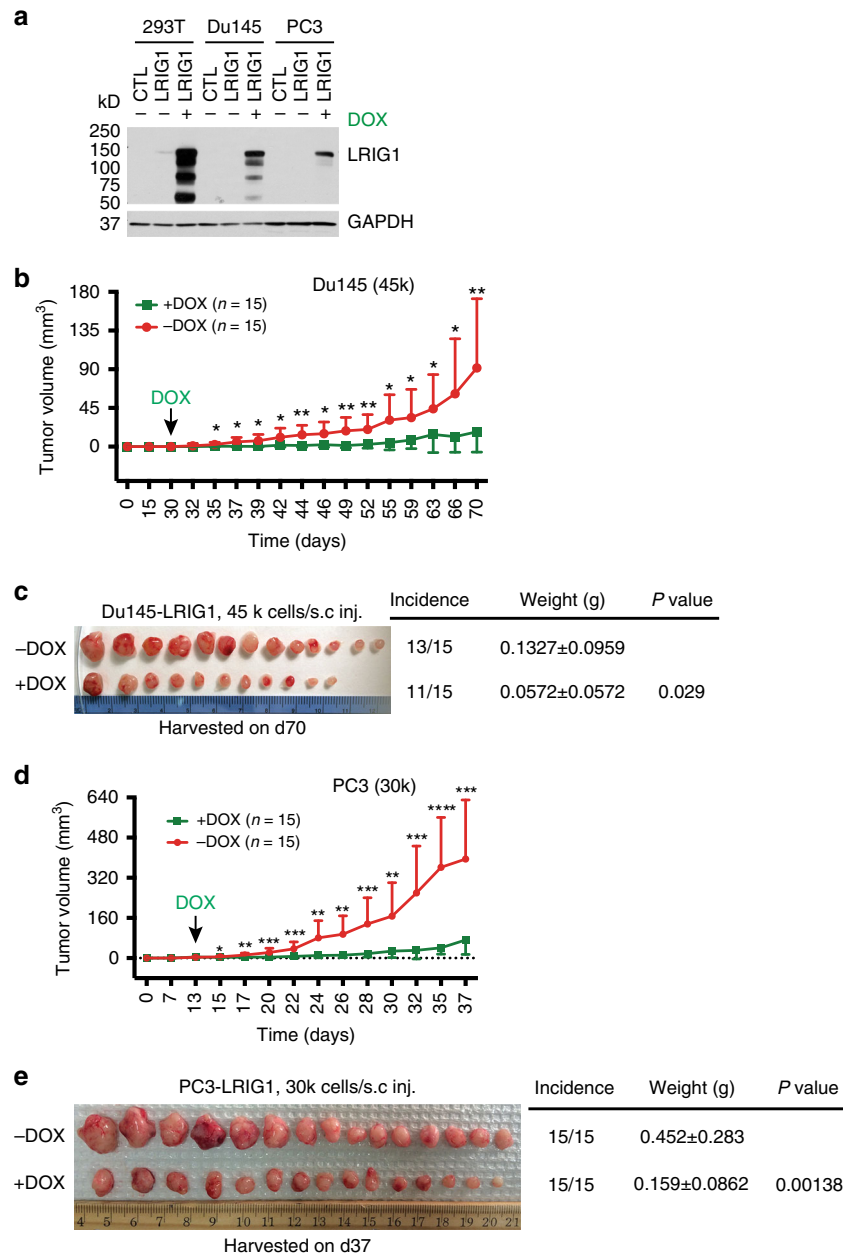 a
293T Du145 PC3
CTL LRIG1 LRIG1 CTL LRIG1 LRIG1 CTL LRIG1 LRIG1
kD – – + – – + – – + DOX
250
150 LRIG1
100
75
50
37 GAPDH
b
Du145 (45k)
+DOX (n = 15)
–DOX (n = 15)
180
135
90
45
0
Tumor volume (mm³)
DOX
* * * * ** * ** ** * * * * **
0 15 30 32 35 37 39 42 44 46 49 52 55 59 63 66 70
Time (days)
c
Du145-LRIG1, 45 k cells/s.c inj.
Incidence Weight (g) P value
–DOX 13/15 0.1327±0.0959
+DOX 11/15 0.0572±0.0572 0.029
Harvested on d70
d
PC3 (30k)
+DOX (n = 15)
–DOX (n = 15)
640
480
320
160
0
Tumor volume (mm³)
DOX
* ** *** *** ** ** *** ** *** **** ***
0 7 13 15 17 20 22 24 26 28 30 32 35 37
Time (days)
e
PC3-LRIG1, 30k cells/s.c inj.
Incidence Weight (g) P value
–DOX 15/15 0.452±0.283
+DOX 15/15 0.159±0.0862 0.00138
4 5 6 7 8 9 10 11 12 13 14 15 16 17 18 19 20 21
Harvested on d37